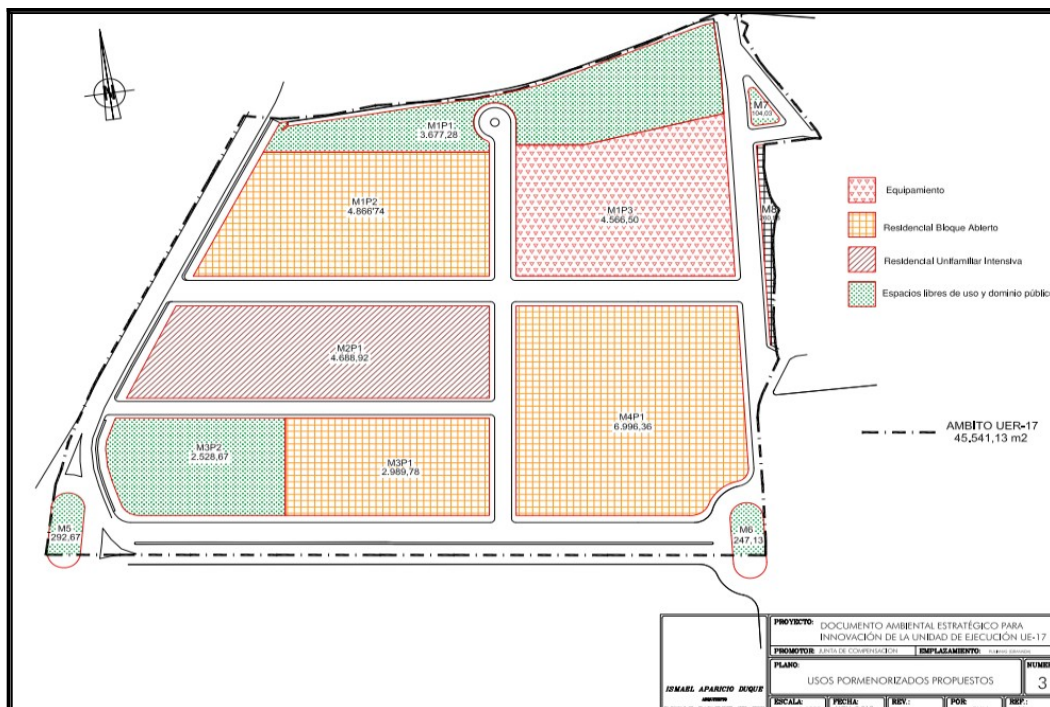 N
M1P1
3.677,28
M7
104,03
M1P2
4.866'74
M1P3
4.566,50
M8
Equipamiento
Residencial Bloque Abierto
Residencial Unifamiliar Intensiva
Espacios libres de uso y dominio público
M2P1
4.688,92
M4P1
6.996,36
AMBITO UER-17
45.541,13 m2
M3P2
2.528,67
M3P1
2.989,78
M5
292,67
M6
247,13
PROYECTO: DOCUMENTO AMBIENTAL ESTRATÉGICO PARA
INNOVACIÓN DE LA UNIDAD DE EJECUCIÓN UE-17
PROMOTOR: JUNTA DE COMPENSACION EMPLAZAMIENTO:
PLANO:
USOS PORMENORIZADOS PROPUESTOS
3
ISMAEL APARICIO DUQUE
ARQUITECTO
ESCALA: FECHA: REV.: POR: REF.: